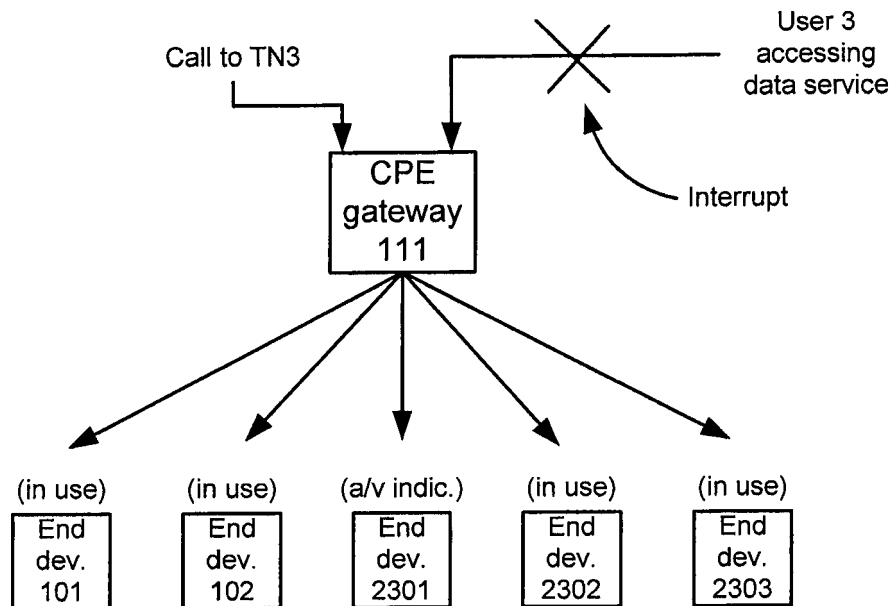 User 3
accessing
data service
Call to TN3
Interrupt
CPE
gateway
111
(in use)
(in use)
(a/v indic.)
(in use)
(in use)
End
dev.
101
End
dev.
102
End
dev.
2301
End
dev.
2302
End
dev.
2303